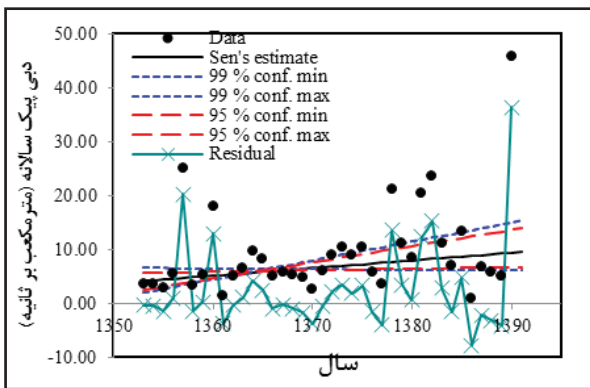 50.00
40.00
30.00
20.00
10.00
0.00
-10.00
دبی پیک سالانه (مترمکعب بر ثانیه)
Data
Sen's estimate
99 % conf. min
99 % conf. max
95 % conf. min
95 % conf. max
Residual
1350 1360 1370 1380 1390
سال